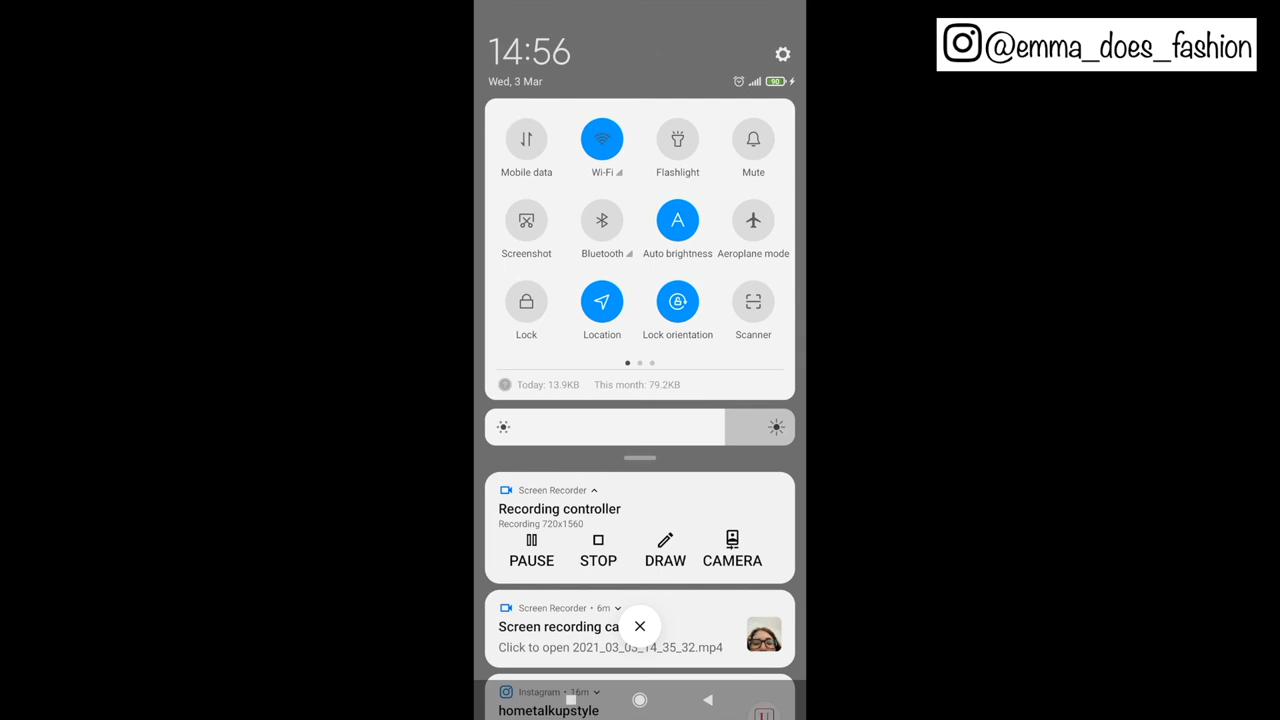 @emma_does_fashion
14:56
Wed, 3 Mar
90
Mobile data
Wi-Fi
Flashlight
Mute
A
Screenshot
Bluetooth
Auto brightness
Aeroplane mode
Lock
Location
Lock orientation
Scanner
Today: 13.9KB This month: 79.2KB
Screen Recorder
Recording controller
Recording 720x1560
PAUSE STOP DRAW CAMERA
Screen Recorder • 6m
Screen recording ca
Click to open 2021_03_03_14_35_32.mp4
Instagram • 16m
hometalkupstyle